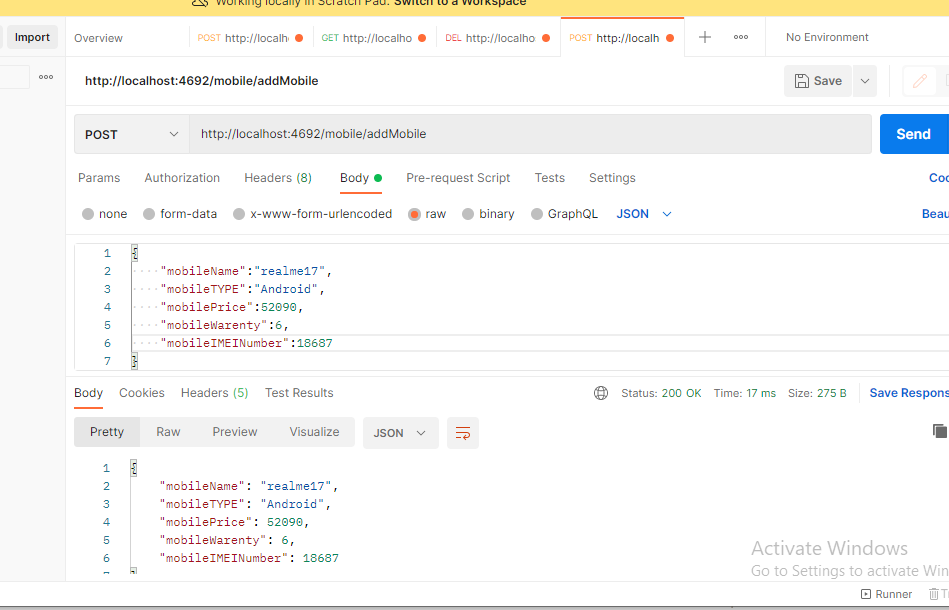 Working locally in Scratch Pad. Switch to a Workspace
Import Overview POST http://localh GET http://localho DEL http://localho POST http://localh No Environment
http://localhost:4692/mobile/addMobile Save
POST http://localhost:4692/mobile/addMobile Send
Params Authorization Headers (8) Body Pre-request Script Tests Settings Coo
none form-data x-www-form-urlencoded raw binary GraphQL JSON Beau
1 {
2 "mobileName":"realme17",
3 "mobileTYPE":"Android",
4 "mobilePrice":52090,
5 "mobileWarenty":6,
6 "mobileIMEINumber":18687
7 }
Body Cookies Headers (5) Test Results Status: 200 OK Time: 17 ms Size: 275 B Save Respons
Pretty Raw Preview Visualize JSON
1 {
2 "mobileName": "realme17",
3 "mobileTYPE": "Android",
4 "mobilePrice": 52090,
5 "mobileWarenty": 6,
6 "mobileIMEINumber": 18687
Activate Windows
Go to Settings to activate Win
Runner